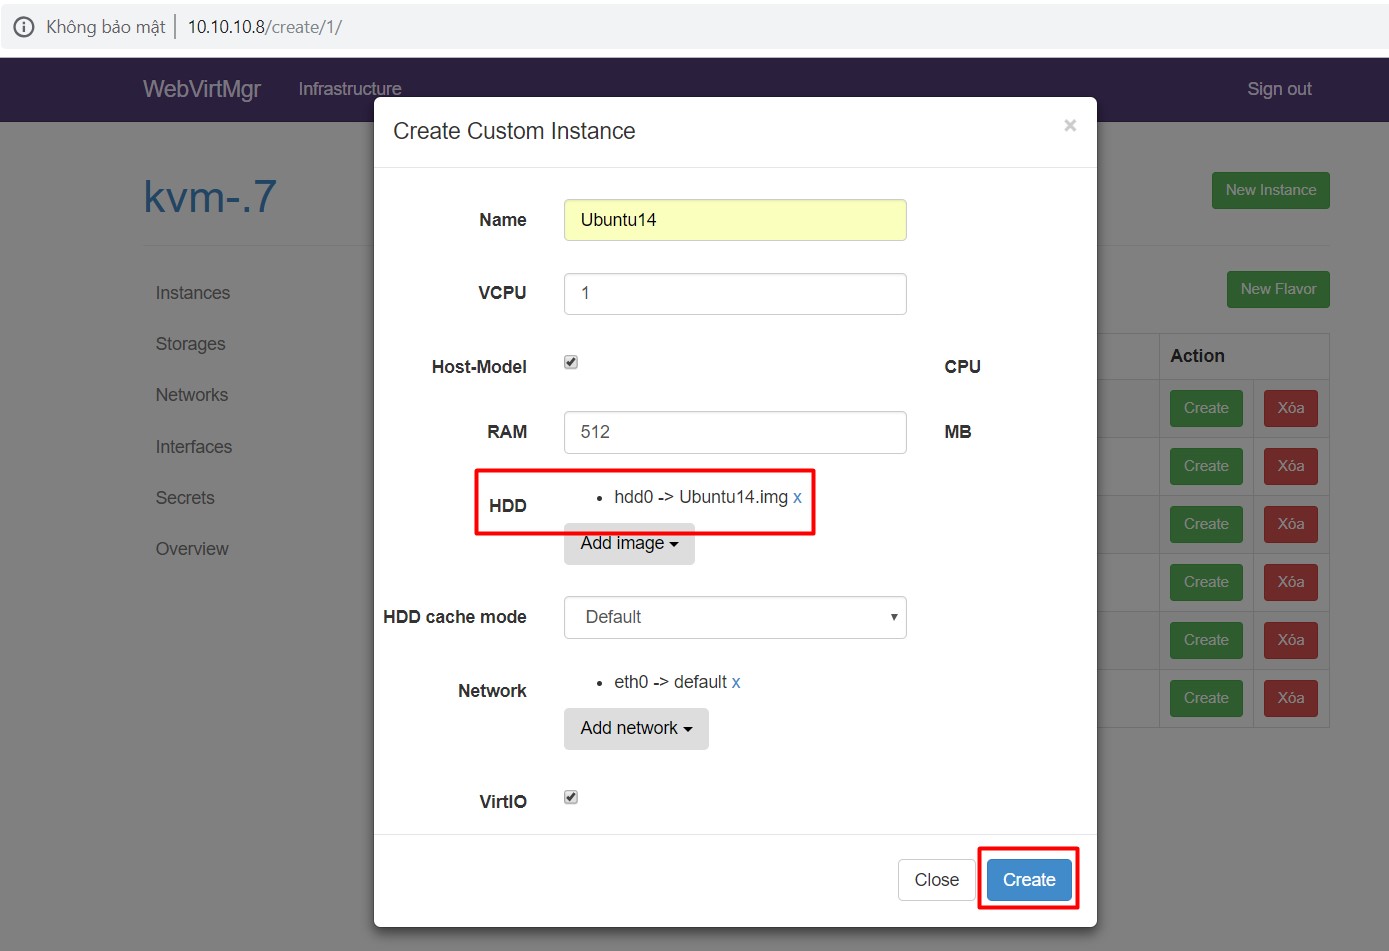 Không bảo mật 10.10.10.8/create/1/
WebVirtMgr Infrastructure Sign out
Create Custom Instance ×
kvm-.7
New Instance
Name Ubuntu14
Instances
VCPU 1
New Flavor
Storages
Host-Model CPU
Action
Networks
Create Xóa
RAM 512 MB
Interfaces
Create Xóa
HDD
• hdd0 -> Ubuntu14.img x
Secrets
Create Xóa
Add image
Overview
Create Xóa
HDD cache mode Default
Create Xóa
Network
• eth0 -> default x
Create Xóa
Add network
VirtIO
Close Create